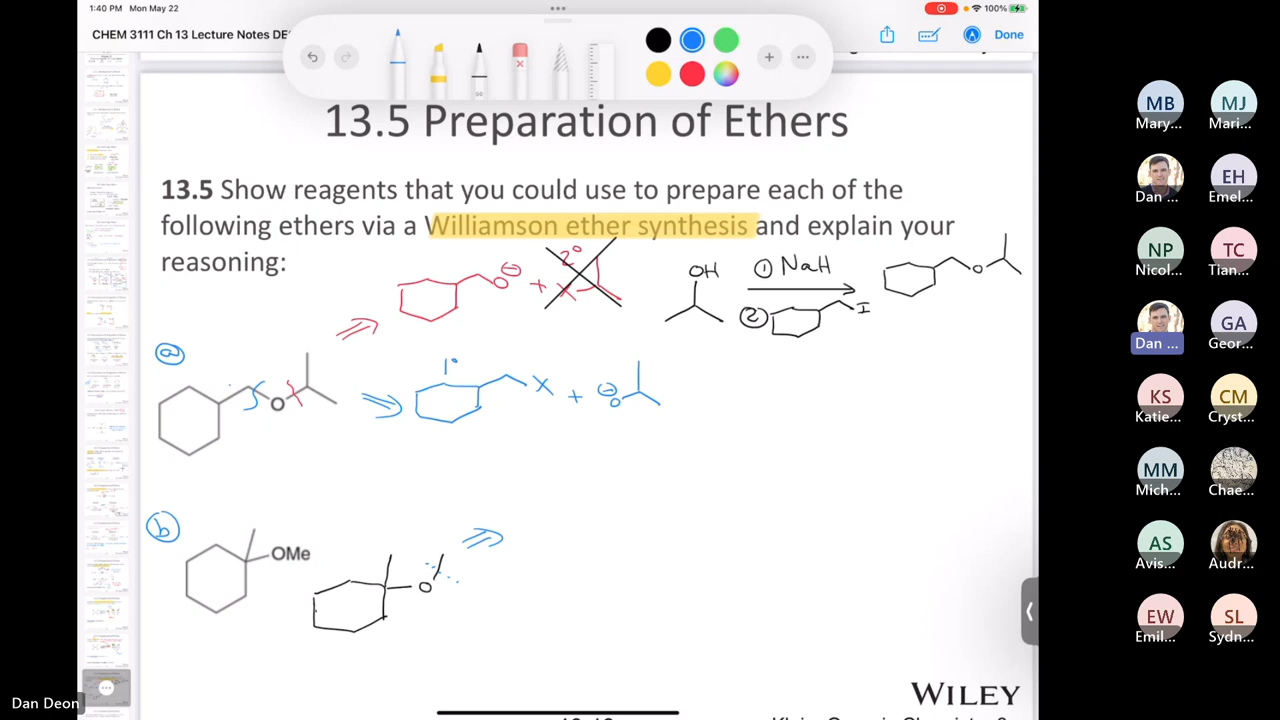 1:40 PM Mon May 22
100%
CHEM 3111 Ch 13 Lecture Notes DE
Done
13.5 Preparation of Ethers
13.5 Show reagents that you could use to prepare each of the
following ethers via a Williamson ether synthesis and explain your
reasoning:
O⊖ + X 2°
OH
① NaH
② I
O
ⓐ
O
1°
X + ⊖O
ⓑ
OMe
O
WILEY
MB
Mary...
MJ
Mari...
Dan ...
EH
Emel...
NP
Nicol...
TC
Tian...
Dan ...
GA
Geor...
KS
Katie...
CM
Cryst...
MM
Mich...
Chae...
AS
Avis...
Audr...
EW
Emil...
SL
Sydn...
Dan Deon